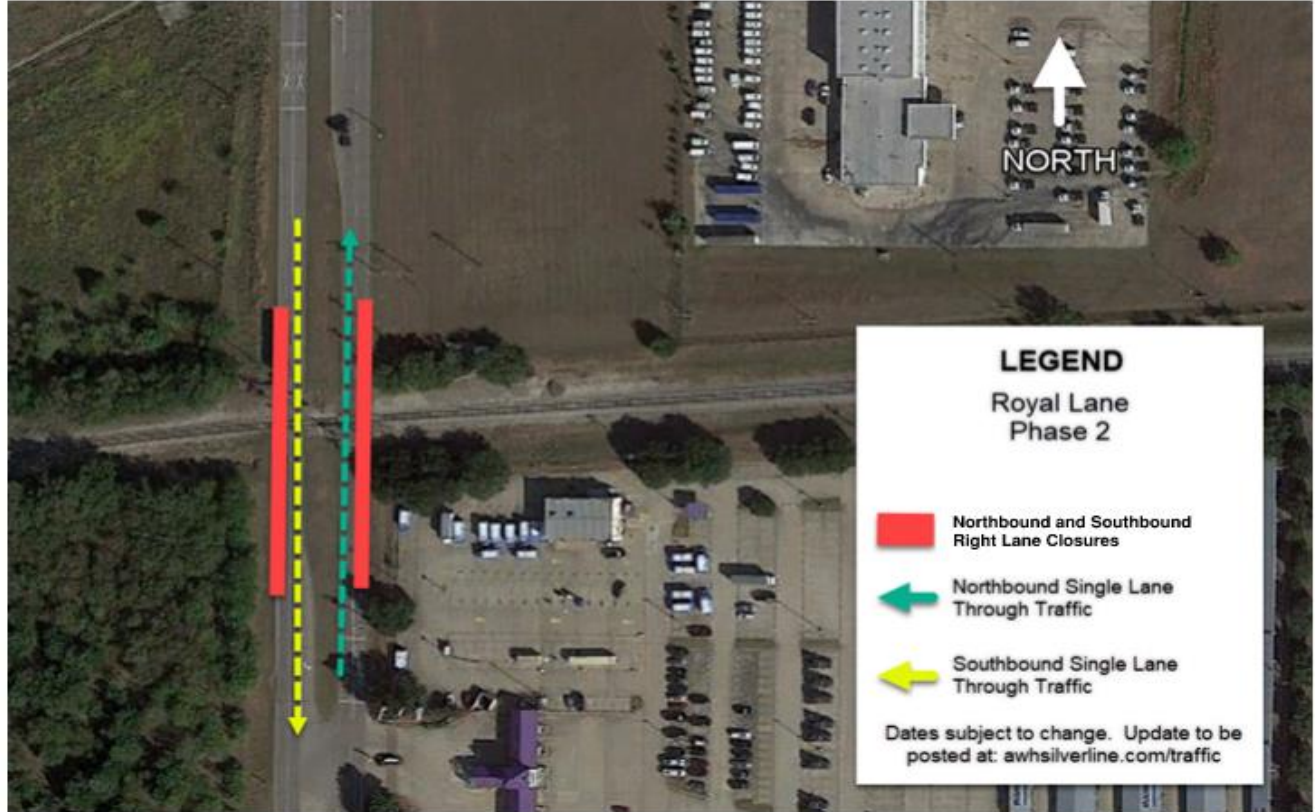 NORTH
LEGEND
Royal Lane
Phase 2
Northbound and Southbound
Right Lane Closures
Northbound Single Lane
Through Traffic
Southbound Single Lane
Through Traffic
Dates subject to change. Update to be
posted at: awhsilverline.com/traffic